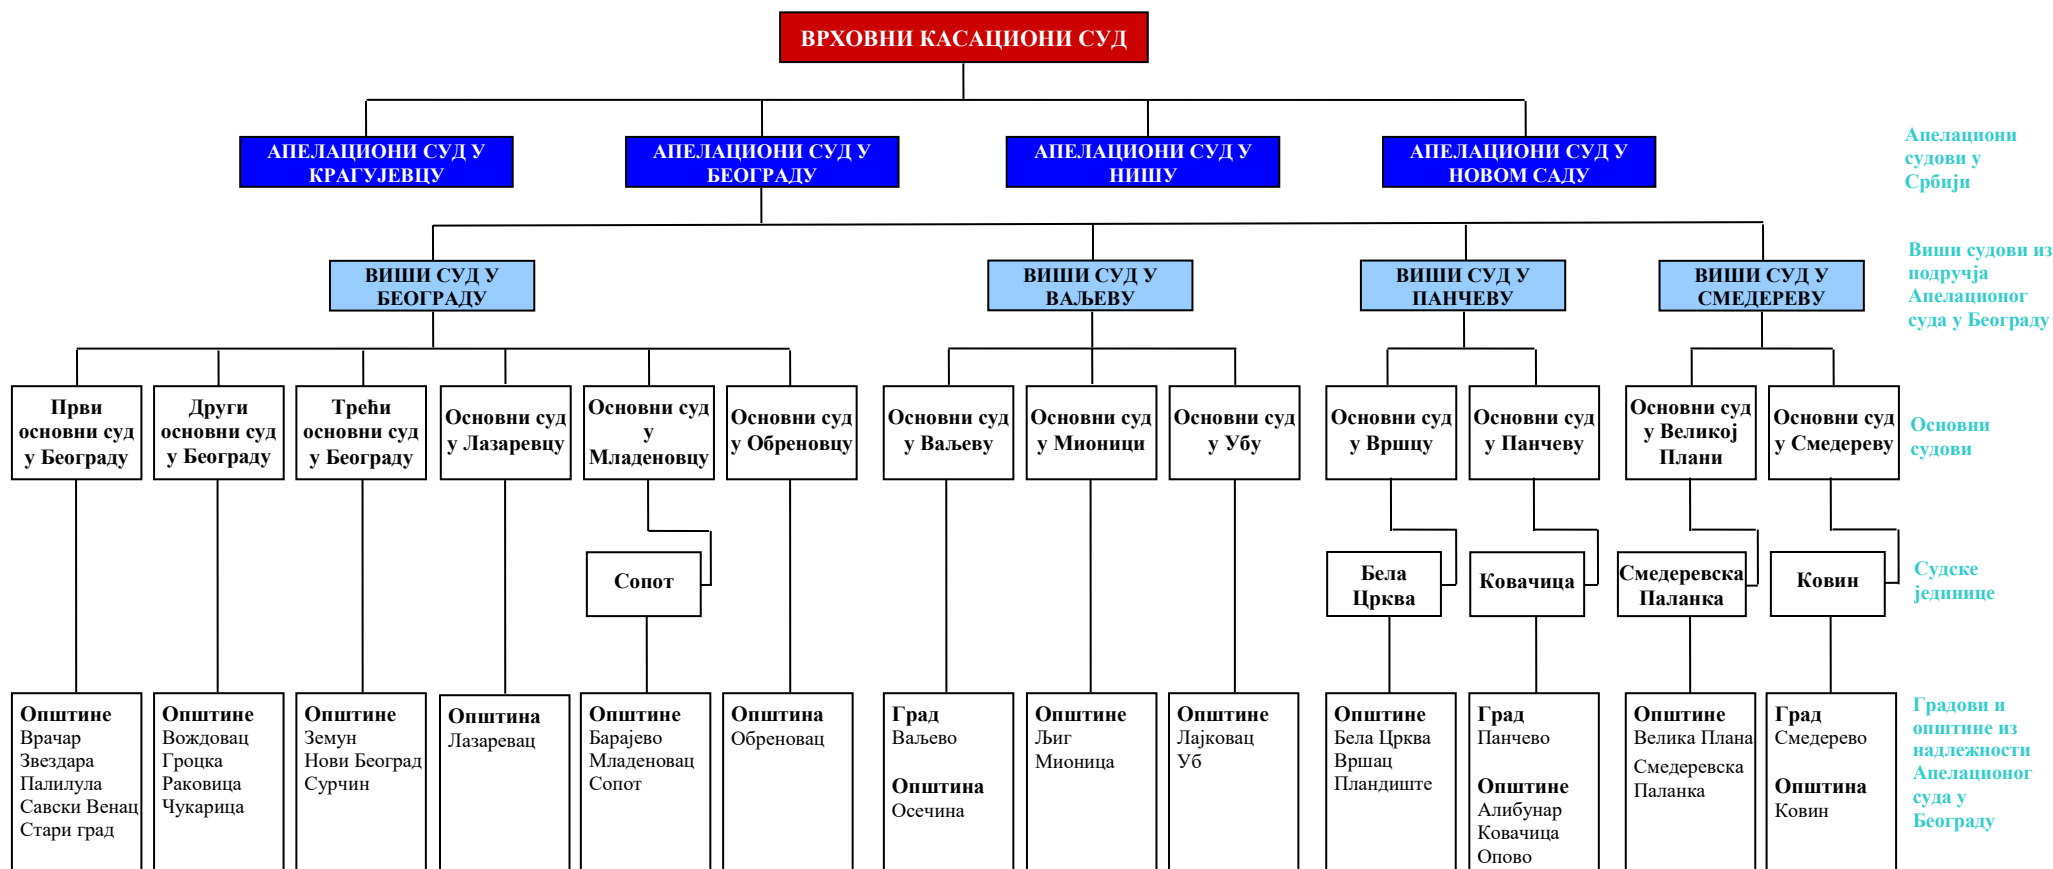 ВРХОВНИ КАСАЦИОНИ СУД
АПЕЛАЦИОНИ СУД У
КРАГУЈЕВЦУ
АПЕЛАЦИОНИ СУД У
БЕОГРАДУ
АПЕЛАЦИОНИ СУД У
НИШУ
АПЕЛАЦИОНИ СУД У
НОВОМ САДУ
Апелациони
судови у
Србији
ВИШИ СУД У
БЕОГРАДУ
ВИШИ СУД У
ВАЉЕВУ
ВИШИ СУД У
ПАНЧЕВУ
ВИШИ СУД У
СМЕДЕРЕВУ
Виши судови из
подручја
Апелационог
суда у Београду
Први
основни суд
у Београду
Други
основни суд
у Београду
Трећи
основни суд
у Београду
Основни суд
у Лазаревцу
Основни суд
у
Младеновцу
Основни суд
у Обреновцу
Основни суд
у Ваљеву
Основни суд
у Мионици
Основни суд
у Убу
Основни суд
у Вршцу
Основни суд
у Панчеву
Основни суд
у Великој
Плани
Основни суд
у Смедереву
Основни
судови
Сопот
Бела
Црква
Ковачица
Смедеревска
Паланка
Ковин
Судске
јединице
Општине
Врачар
Звездара
Палилула
Савски Венац
Стари град
Општине
Вождовац
Гроцка
Раковица
Чукарица
Општине
Земун
Нови Београд
Сурчин
Општина
Лазаревац
Општине
Барајево
Младеновац
Сопот
Општина
Обреновац
Град
Ваљево
Општина
Осечина
Општине
Љиг
Мионица
Општине
Лајковац
Уб
Општине
Бела Црква
Вршац
Пландиште
Град
Панчево
Општине
Алибунар
Ковачица
Опово
Општине
Велика Плана
Смедеревска
Паланка
Град
Смедерево
Општина
Ковин
Градови и
општине из
надлежности
Апелационог
суда у
Београду